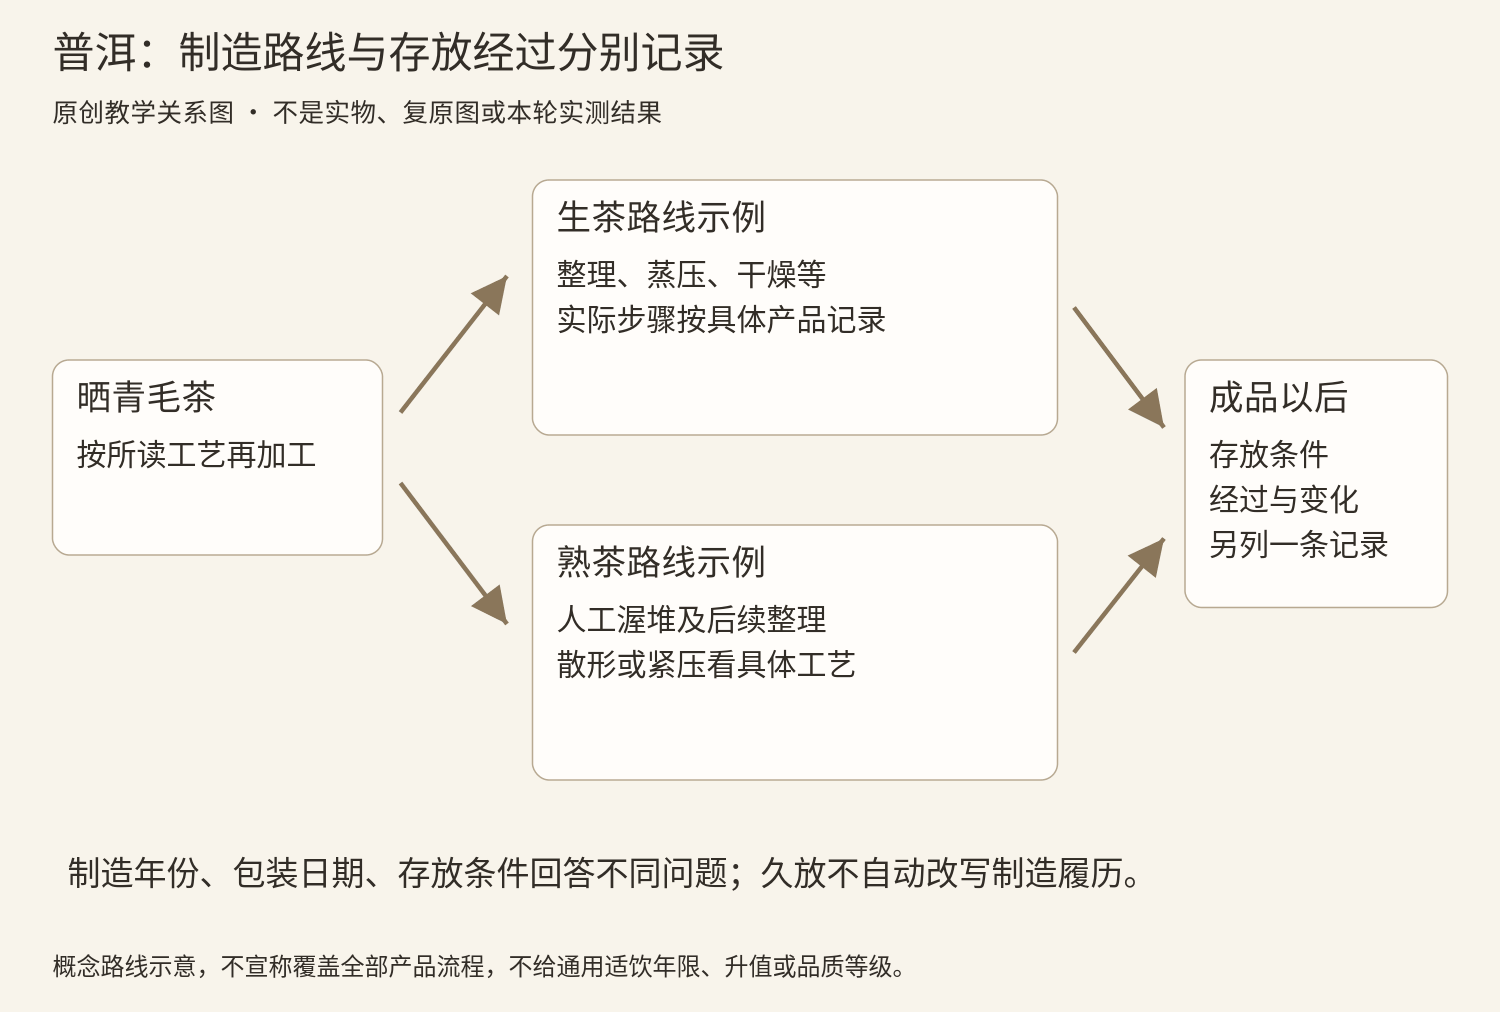 普洱：制造路线与存放经过分别记录
原创教学关系图 · 不是实物、复原图或本轮实测结果
生茶路线示例
整理、蒸压、干燥等
实际步骤按具体产品记录
晒青毛茶
按所读工艺再加工
成品以后
存放条件
经过与变化
另列一条记录
熟茶路线示例
人工渥堆及后续整理
散形或紧压看具体工艺
制造年份、包装日期、存放条件回答不同问题；久放不自动改写制造履历。
概念路线示意，不宣称覆盖全部产品流程，不给通用适饮年限、升值或品质等级。